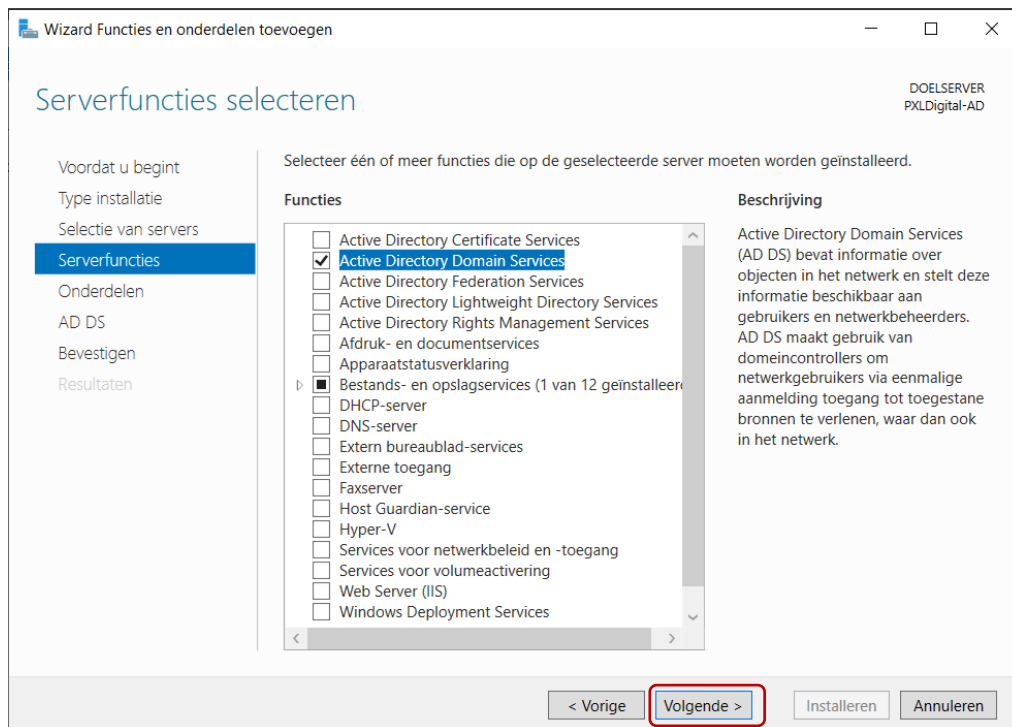 Wizard Functies en onderdelen toevoegen
Serverfuncties selecteren
DOELSERVER
PXLDigital-AD
Voordat u begint
Type installatie
Selectie van servers
Serverfuncties
Onderdelen
AD DS
Bevestigen
Resultaten
Selecteer één of meer functies die op de geselecteerde server moeten worden geïnstalleerd.
Functies
Active Directory Certificate Services
Active Directory Domain Services
Active Directory Federation Services
Active Directory Lightweight Directory Services
Active Directory Rights Management Services
Afdruk- en documentservices
Apparaatstatusverklaring
Bestands- en opslagservices (1 van 12 geïnstalleer
DHCP-server
DNS-server
Extern bureaublad-services
Externe toegang
Faxserver
Host Guardian-service
Hyper-V
Services voor netwerkbeleid en -toegang
Services voor volumeactivering
Web Server (IIS)
Windows Deployment Services
Beschrijving
Active Directory Domain Services
(AD DS) bevat informatie over
objecten in het netwerk en stelt deze
informatie beschikbaar aan
gebruikers en netwerkbeheerders.
AD DS maakt gebruik van
domeincontrollers om
netwerkgebruikers via eenmalige
aanmelding toegang tot toegestane
bronnen te verlenen, waar dan ook
in het netwerk.
< Vorige
Volgende >
Installeren
Annuleren